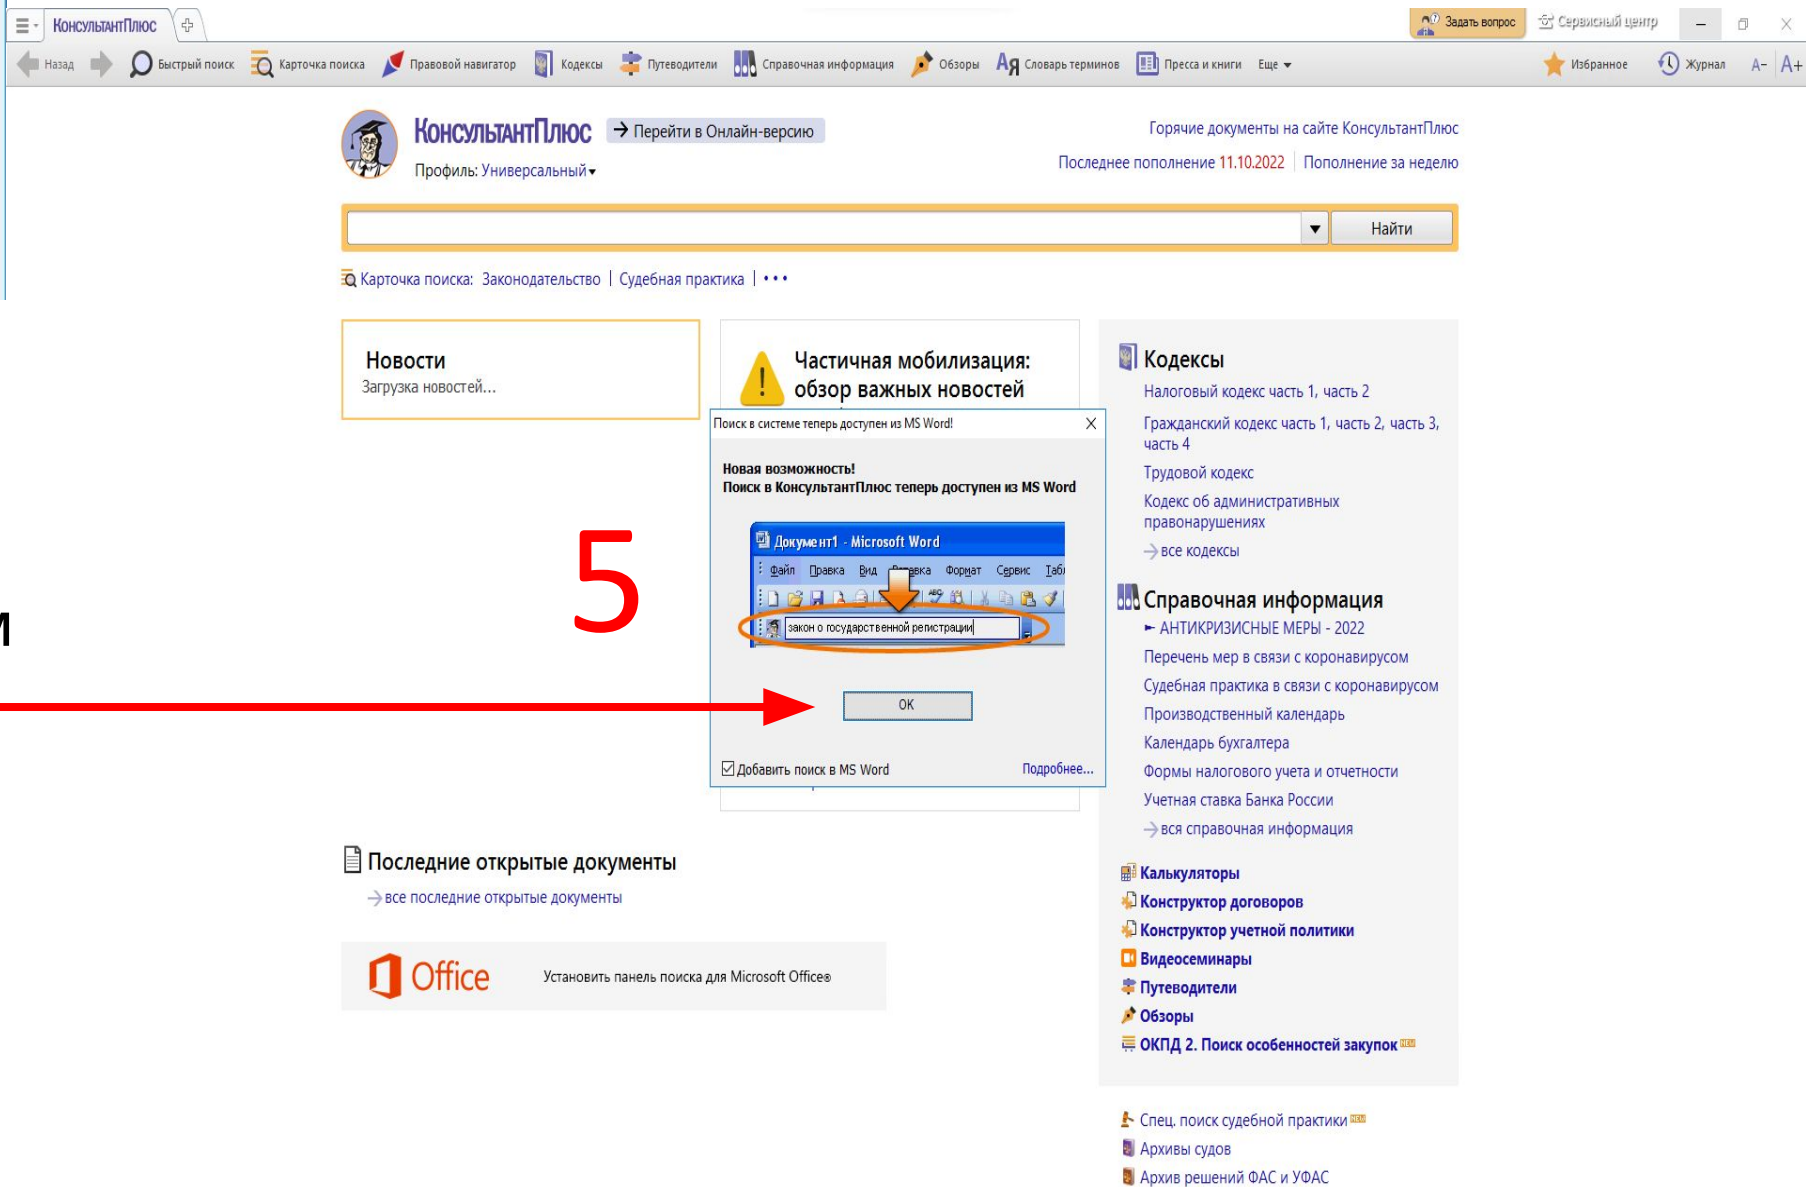 КонсультантПлюс
Задать вопрос
Сервисный центр
Назад
Быстрый поиск
Карточка поиска
Правовой навигатор
Кодексы
Путеводители
Справочная информация
Обзоры
Ая Словарь терминов
Пресса и книги
Еще
Избранное
Журнал
A-
A+
КонсультантПлюс
→ Перейти в Онлайн-версию
Горячие документы на сайте КонсультантПлюс
Профиль: Универсальный
Последнее пополнение 11.10.2022
Пополнение за неделю
Найти
Карточка поиска: Законодательство | Судебная практика | • • •
Новости
Загрузка новостей...
Частичная мобилизация:
обзор важных новостей
Поиск в системе теперь доступен из MS Word!
X
Новая возможность!
Поиск в КонсультантПлюс теперь доступен из MS Word
Документ1 - Microsoft Word
Файл Правка Вид Вставка Формат Сервис Табл
закон о государственной регистрации
OK
Добавить поиск в MS Word
Подробнее...
5
Последние открытые документы
→ все последние открытые документы
Office
Установить панель поиска для Microsoft Office®
Кодексы
Налоговый кодекс часть 1, часть 2
Гражданский кодекс часть 1, часть 2, часть 3,
часть 4
Трудовой кодекс
Кодекс об административных
правонарушениях
→ все кодексы
Справочная информация
► АНТИКРИЗИСНЫЕ МЕРЫ - 2022
Перечень мер в связи с коронавирусом
Судебная практика в связи с коронавирусом
Производственный календарь
Календарь бухгалтера
Формы налогового учета и отчетности
Учетная ставка Банка России
→ вся справочная информация
Калькуляторы
Конструктор договоров
Конструктор учетной политики
Видеосеминары
Путеводители
Обзоры
ОКПД 2. Поиск особенностей закупок NEW
Спец. поиск судебной практики NEW
Архивы судов
Архив решений ФАС и УФАС